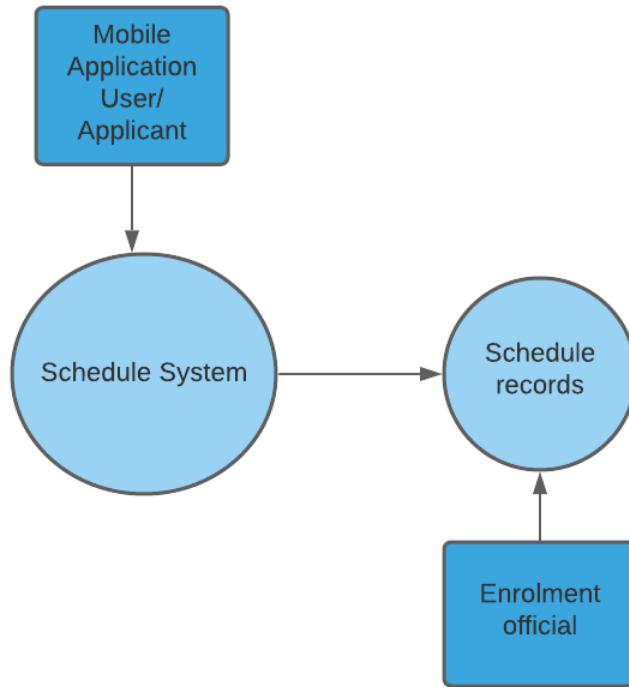 Mobile
Application
User/
Applicant
Schedule System
Schedule
records
Enrolment
official